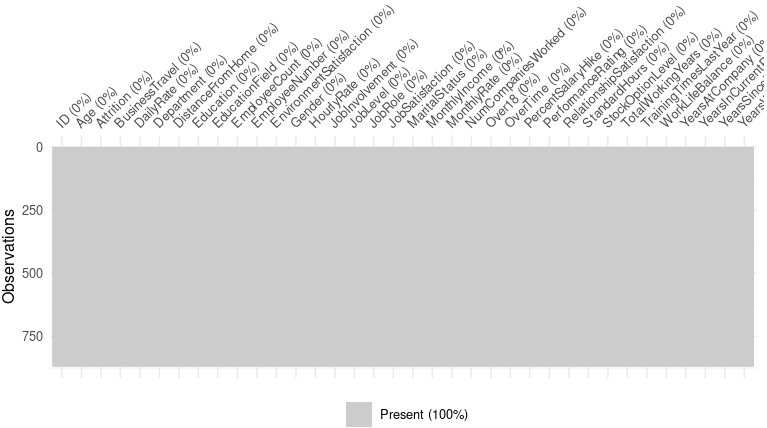 ID (0%)
Age (0%)
Attrition (0%)
BusinessTravel (0%)
DailyRate (0%)
Department (0%)
DistanceFromHome (0%)
Education (0%)
EducationField (0%)
EmployeeCount (0%)
EmployeeNumber (0%)
EnvironmentSatisfaction (0%)
Gender (0%)
HourlyRate (0%)
JobInvolvement (0%)
JobLevel (0%)
JobRole (0%)
JobSatisfaction (0%)
MaritalStatus (0%)
MonthlyIncome (0%)
MonthlyRate (0%)
NumCompaniesWorked (0%)
Over18 (0%)
OverTime (0%)
PercentSalaryHike (0%)
PerformanceRating (0%)
RelationshipSatisfaction (0%)
StandardHours (0%)
StockOptionLevel (0%)
TotalWorkingYears (0%)
TrainingTimesLastYear (0%)
WorkLifeBalance (0%)
YearsAtCompany (0%)
YearsInCurrent
YearsSince
Years
0
250
500
750
Observations
Present (100%)